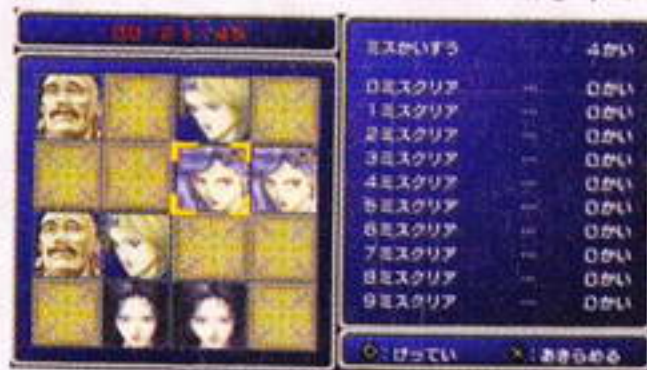 00 21:45
ミスかいすう 4かい
0ミスクリア … 0かい
1ミスクリア … 0かい
2ミスクリア … 0かい
3ミスクリア … 0かい
4ミスクリア … 0かい
5ミスクリア … 0かい
6ミスクリア … 0かい
7ミスクリア … 0かい
8ミスクリア … 0かい
9ミスクリア … 0かい
○:けってい ×:あきらめる